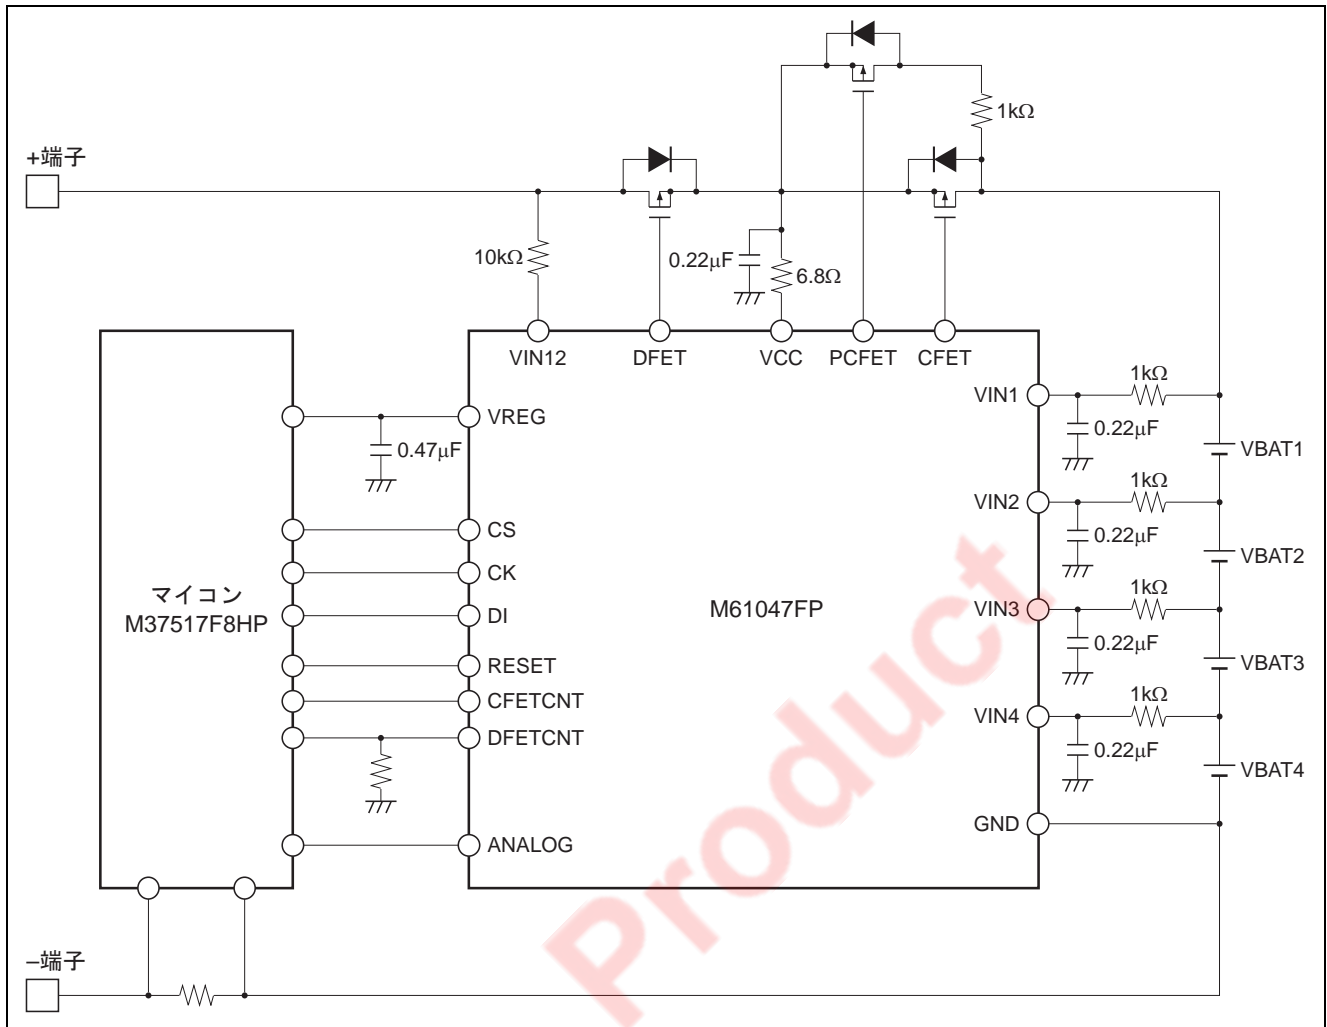 1kΩ
+端子
10kΩ
0.22μF
6.8Ω
VIN12
DFET
VCC
PCFET
CFET
マイコン
M37517F8HP
M61047FP
VREG
0.47μF
CS
CK
DI
RESET
CFETCNT
DFETCNT
ANALOG
VIN1
1kΩ
0.22μF
VBAT1
VIN2
1kΩ
0.22μF
VBAT2
VIN3
1kΩ
0.22μF
VBAT3
VIN4
1kΩ
0.22μF
VBAT4
GND
–端子
Product